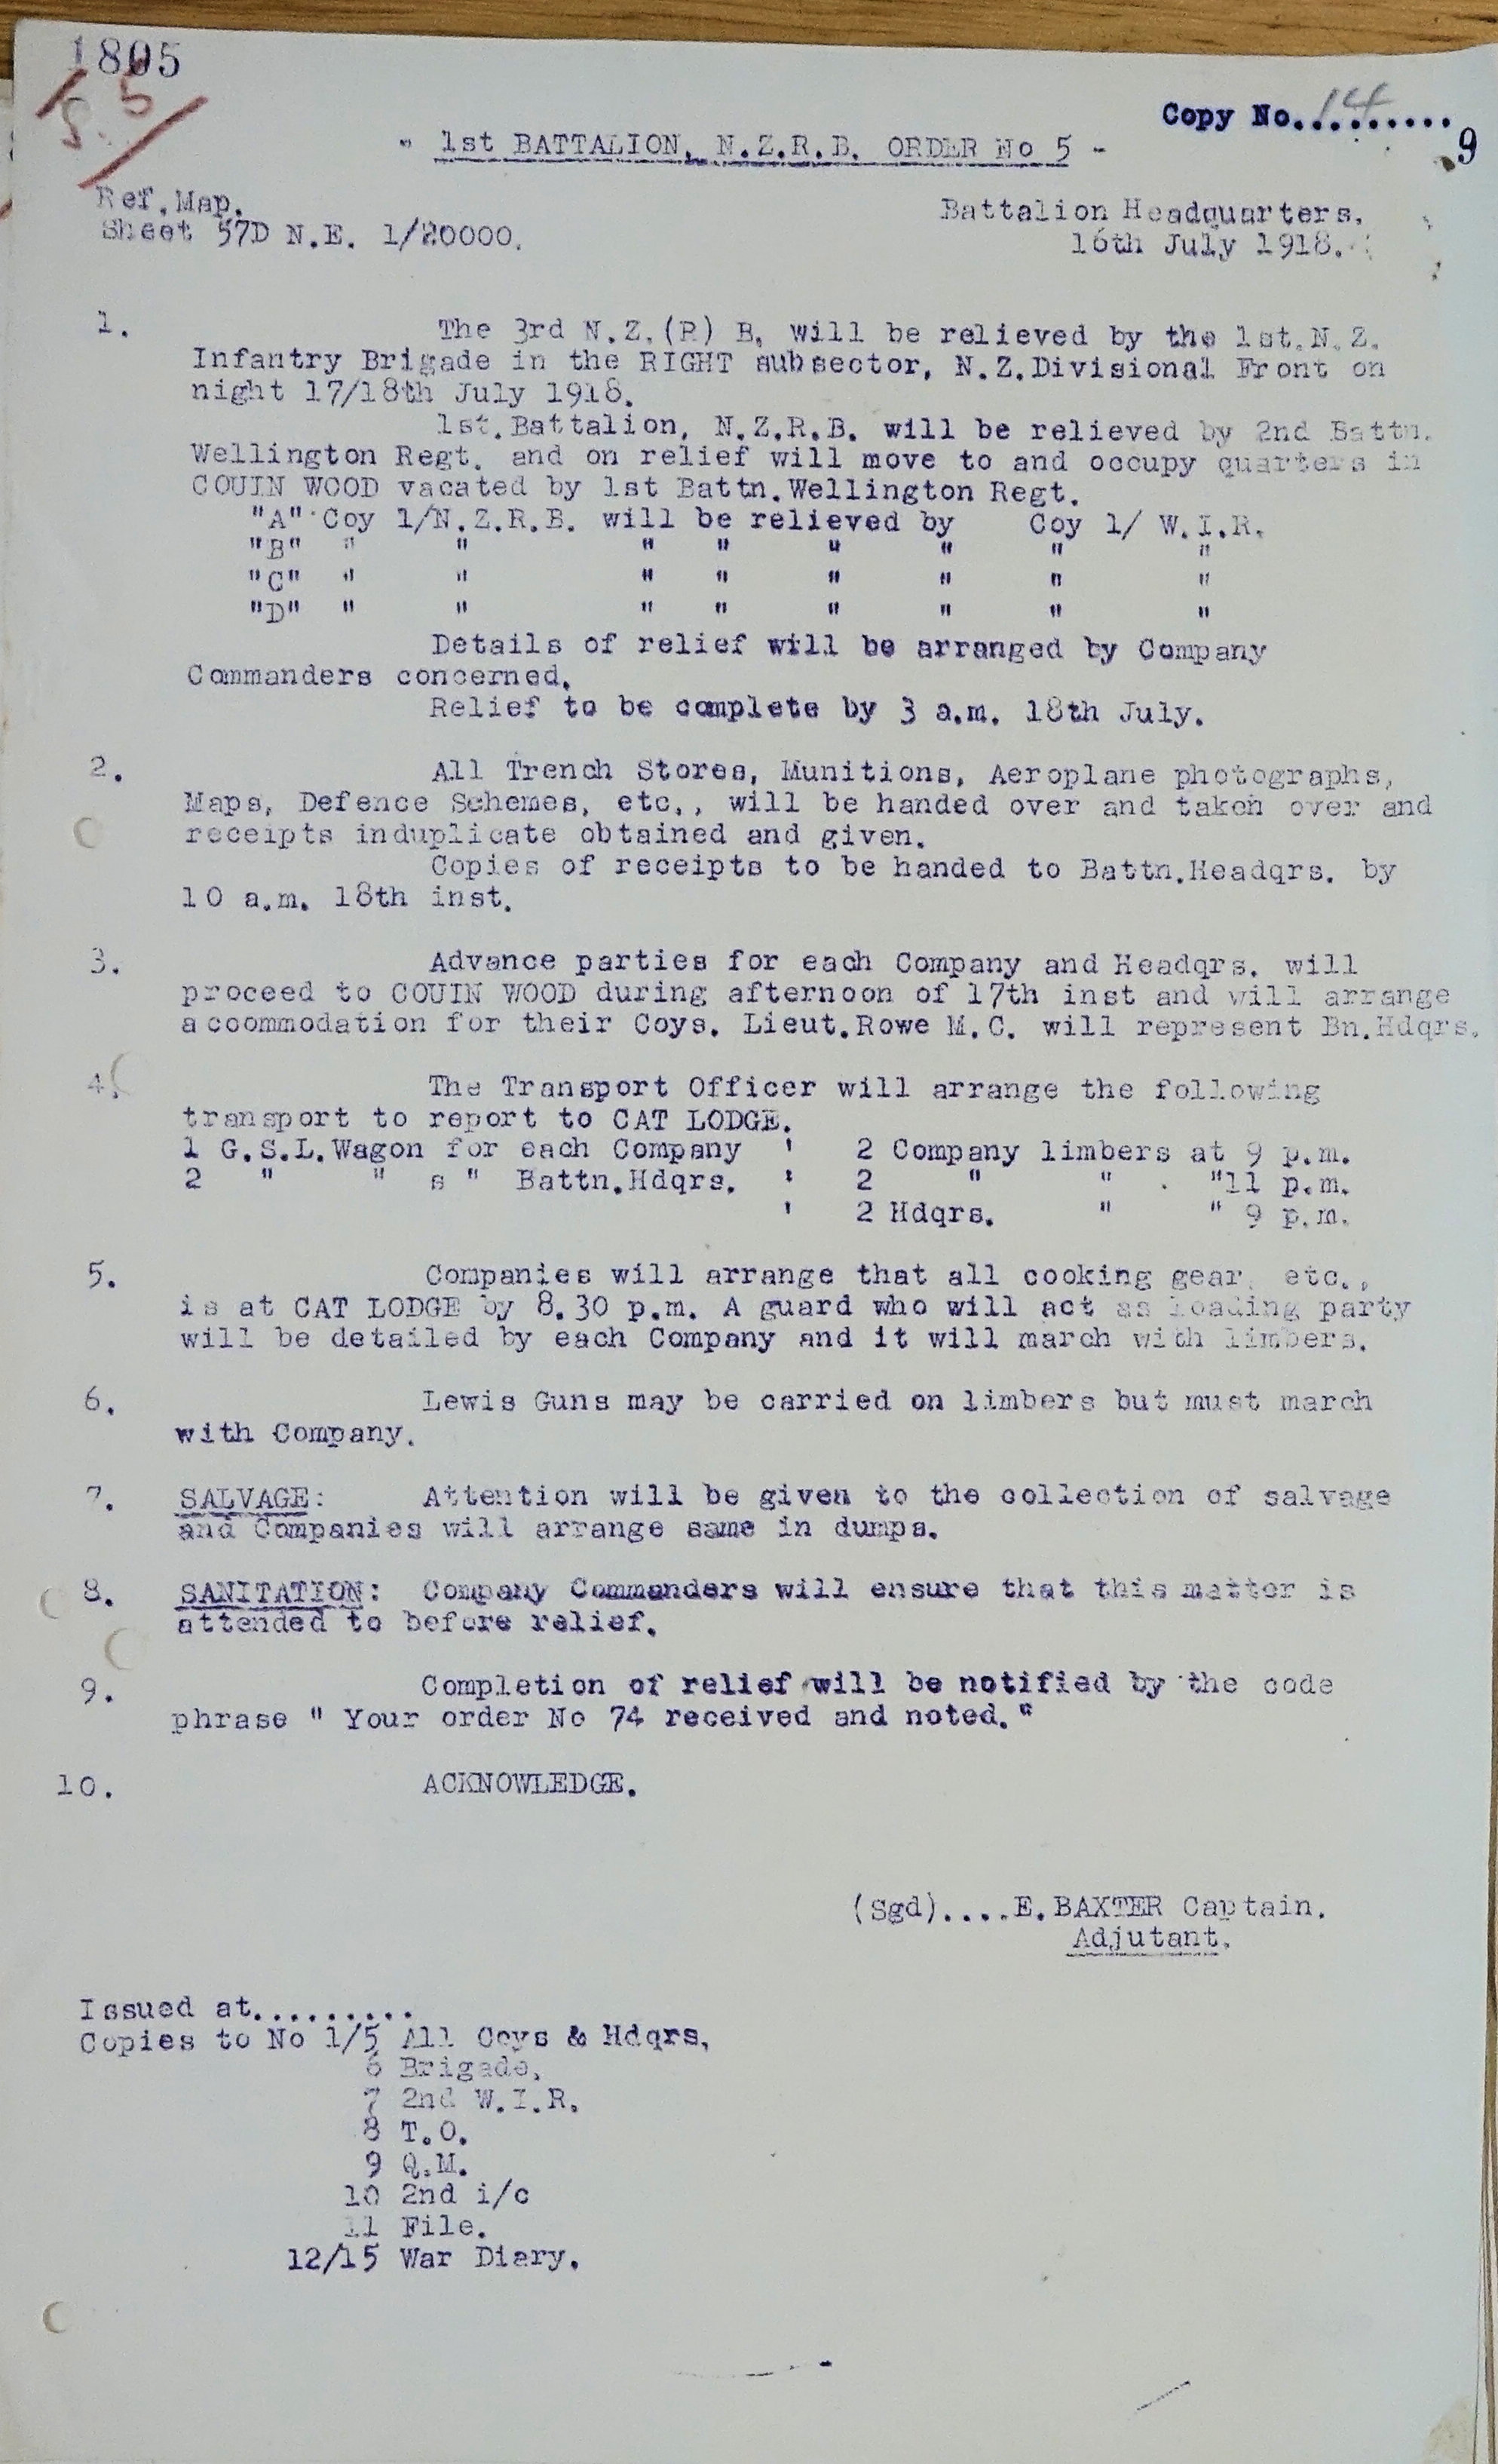 1805
S. 5
Copy No. 14.........
9
- 1st BATTALION, N.Z.R.B. ORDER No 5 -
Ref. Map.
Sheet 57D N.E. 1/20000.
Battalion Headquarters.
16th July 1918.
1. The 3rd N.Z.(R) B. will be relieved by the 1st.N.Z.
Infantry Brigade in the RIGHT subsector, N.Z.Divisional Front on
night 17/18th July 1918.
1st.Battalion, N.Z.R.B. will be relieved by 2nd Battn.
Wellington Regt. and on relief will move to and occupy quarters in
COUIN WOOD vacated by 1st Battn.Wellington Regt.
"A" Coy 1/N.Z.R.B. will be relieved by Coy 1/ W.I.R.
"B" " " " " " " " "
"C" " " " " " " " "
"D" " " " " " " " "
Details of relief will be arranged by Company
Commanders concerned.
Relief to be complete by 3 a.m. 18th July.
2. All Trench Stores, Munitions, Aeroplane photographs,
Maps, Defence Schemes, etc., will be handed over and taken over and
receipts induplicate obtained and given.
Copies of receipts to be handed to Battn.Headqrs. by
10 a.m. 18th inst.
3. Advance parties for each Company and Headqrs. will
proceed to COUIN WOOD during afternoon of 17th inst and will arrange
accommodation for their Coys. Lieut.Rowe M.C. will represent Bn.Hdqrs.
4. The Transport Officer will arrange the following
transport to report to CAT LODGE.
1 G.S.L.Wagon for each Company ' 2 Company limbers at 9 p.m.
2 " " s " Battn.Hdqrs. ' 2 " " . "11 p.m.
' 2 Hdqrs. " " 9 p.m.
5. Companies will arrange that all cooking gear, etc.,
is at CAT LODGE by 8.30 p.m. A guard who will act as loading party
will be detailed by each Company and it will march with limbers.
6. Lewis Guns may be carried on limbers but must march
with Company.
7. SALVAGE: Attention will be given to the collection of salvage
and Companies will arrange same in dumps.
8. SANITATION: Company Commanders will ensure that this matter is
attended to before relief.
9. Completion of relief will be notified by the code
phrase " Your order No 74 received and noted."
10. ACKNOWLEDGE.
(Sgd)....E.BAXTER Captain.
Adjutant.
Issued at.........
Copies to No 1/5 All Coys & Hdqrs,
6 Brigade,
7 2nd W.I.R.
8 T.O.
9 Q.M.
10 2nd i/c
11 File.
12/15 War Diary.